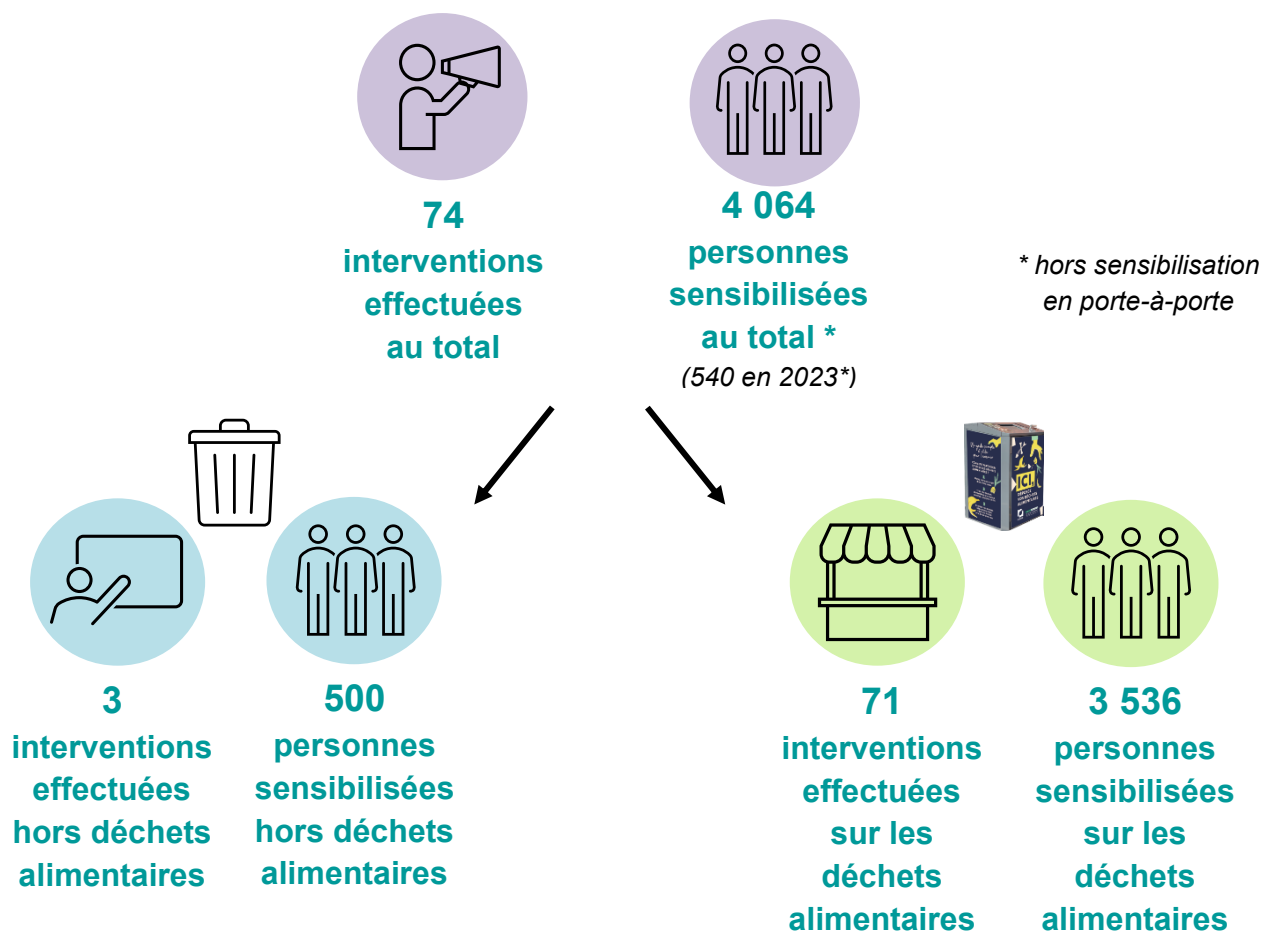 74
interventions
effectuées
au total
4 064
personnes
sensibilisées
au total *
(540 en 2023*)
* hors sensibilisation
en porte-à-porte
ICI,
3
interventions
effectuées
hors déchets
alimentaires
500
personnes
sensibilisées
hors déchets
alimentaires
71
interventions
effectuées
sur les
déchets
alimentaires
3 536
personnes
sensibilisées
sur les
déchets
alimentaires